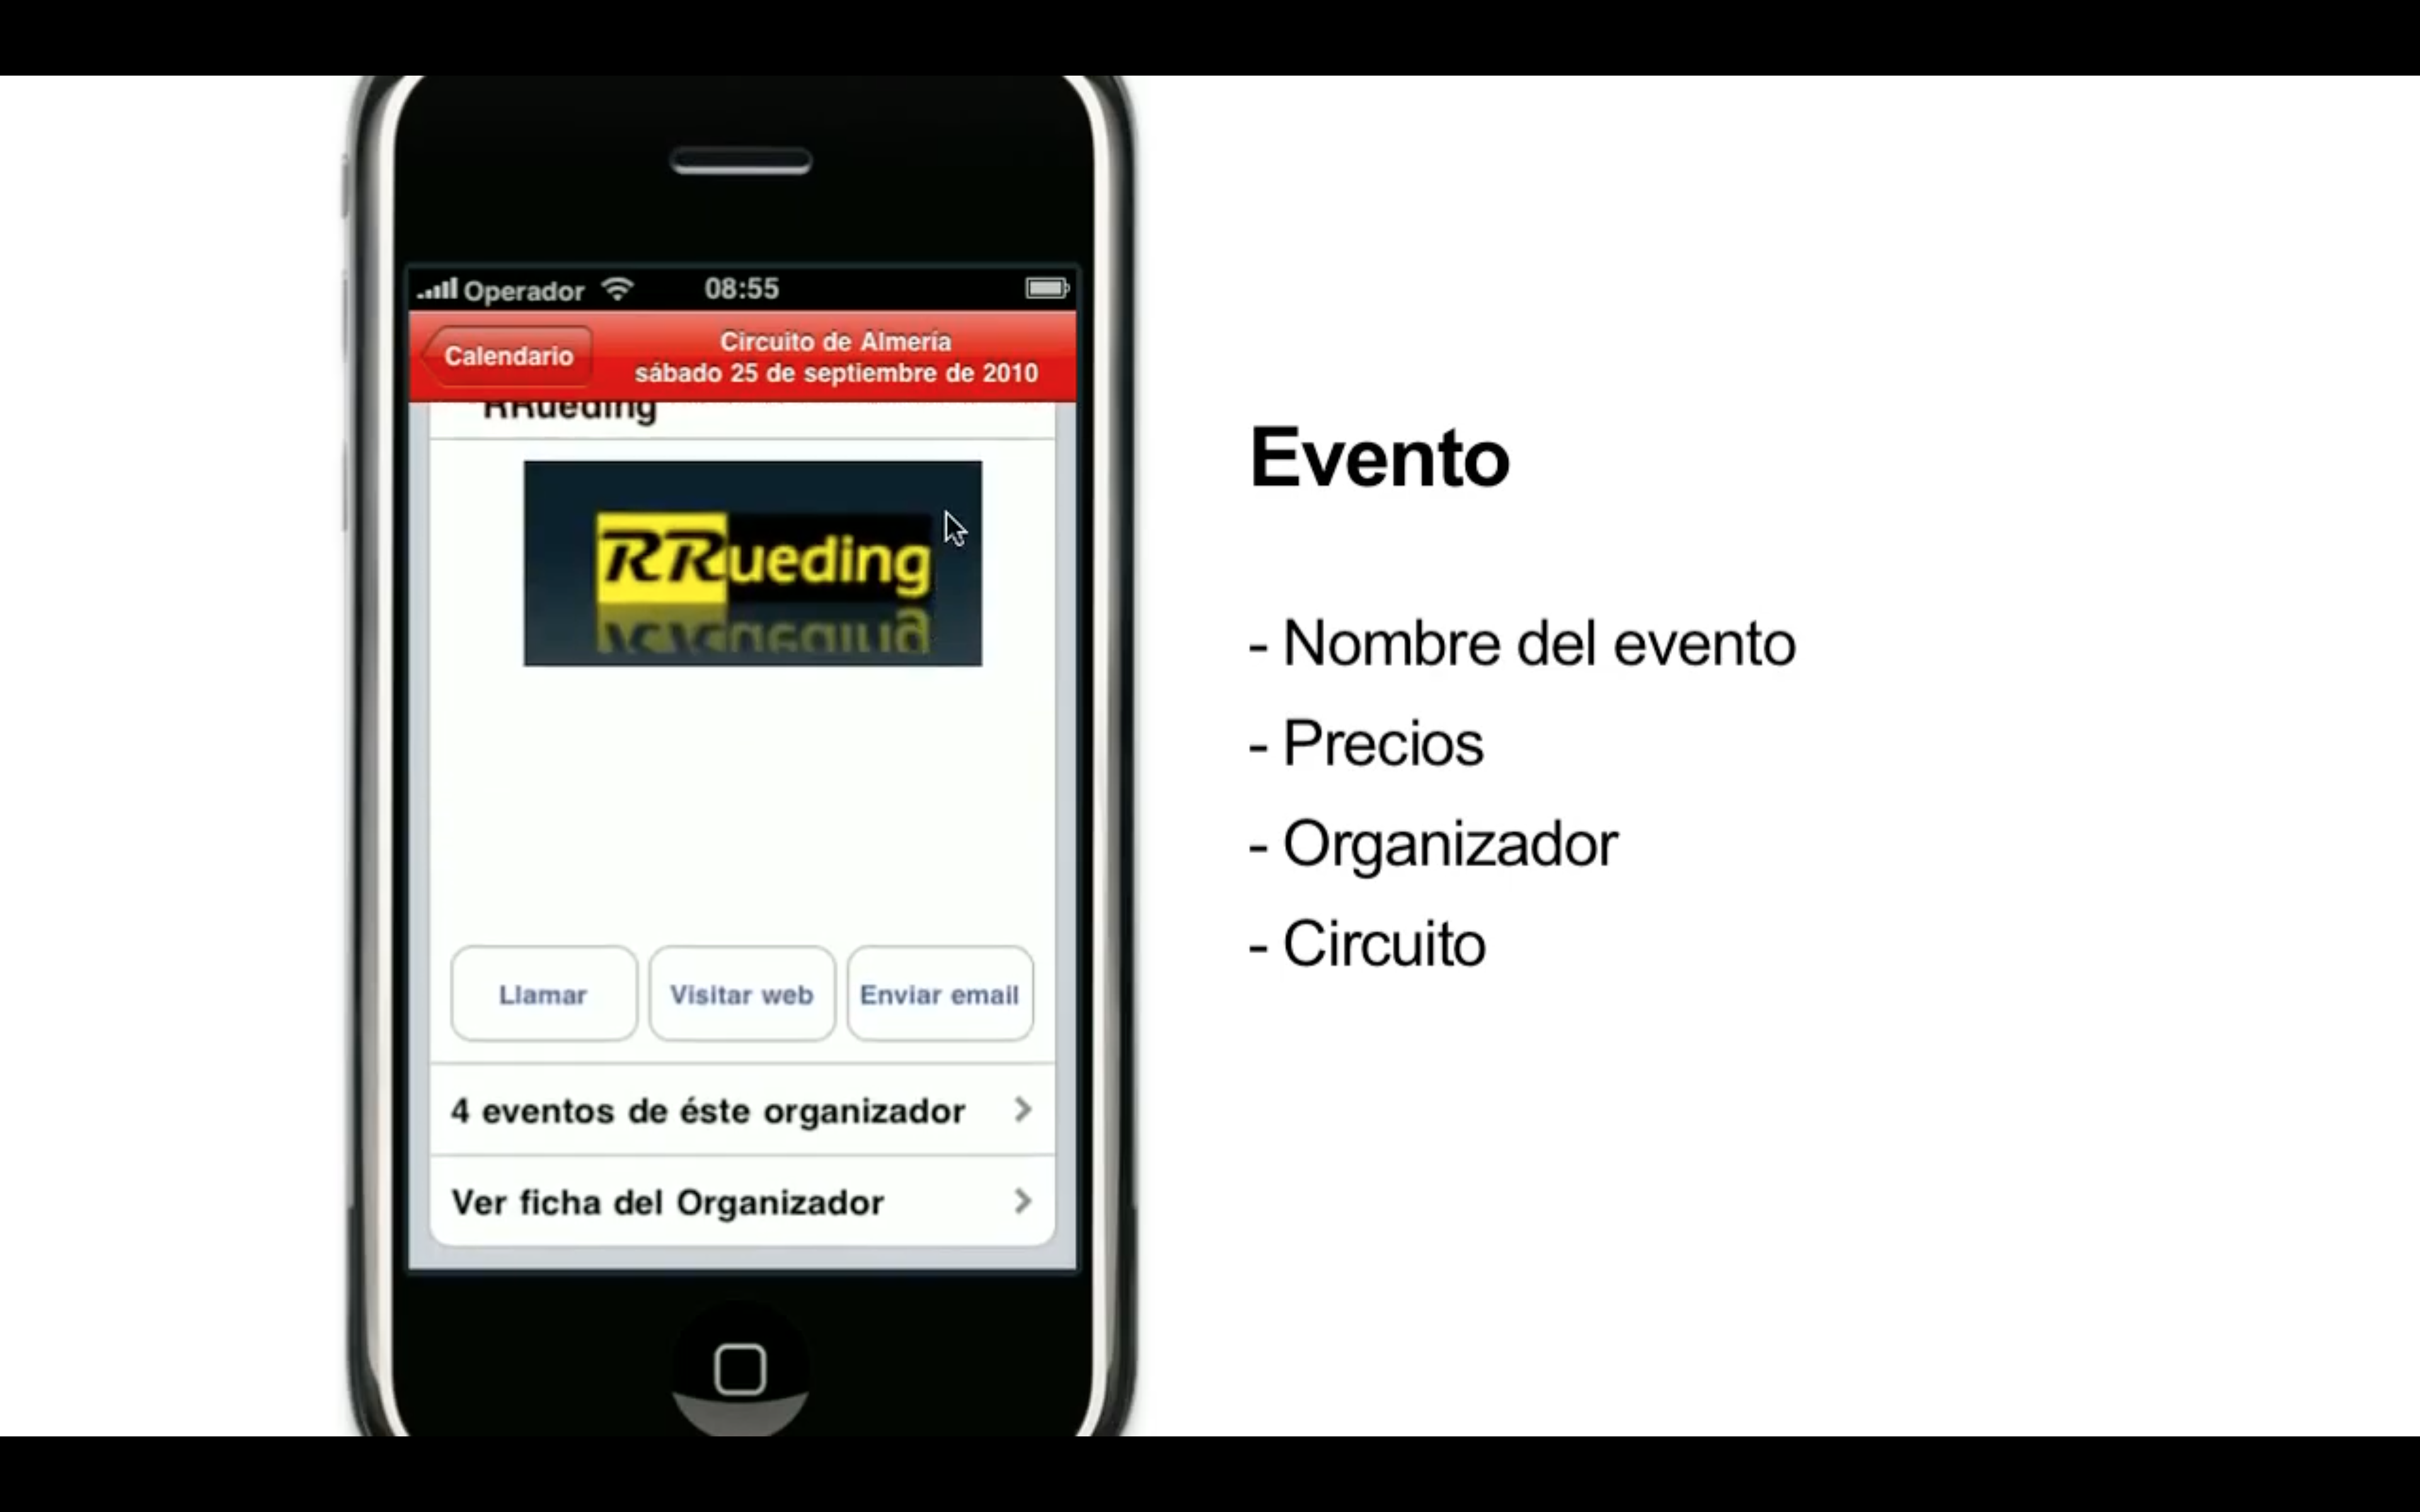 Operador 08:55
Calendario
Circuito de Almería
sábado 25 de septiembre de 2010
RRueding
RRueding
Llamar
Visitar web
Enviar email
4 eventos de éste organizador
Ver ficha del Organizador
Evento
- Nombre del evento
- Precios
- Organizador
- Circuito